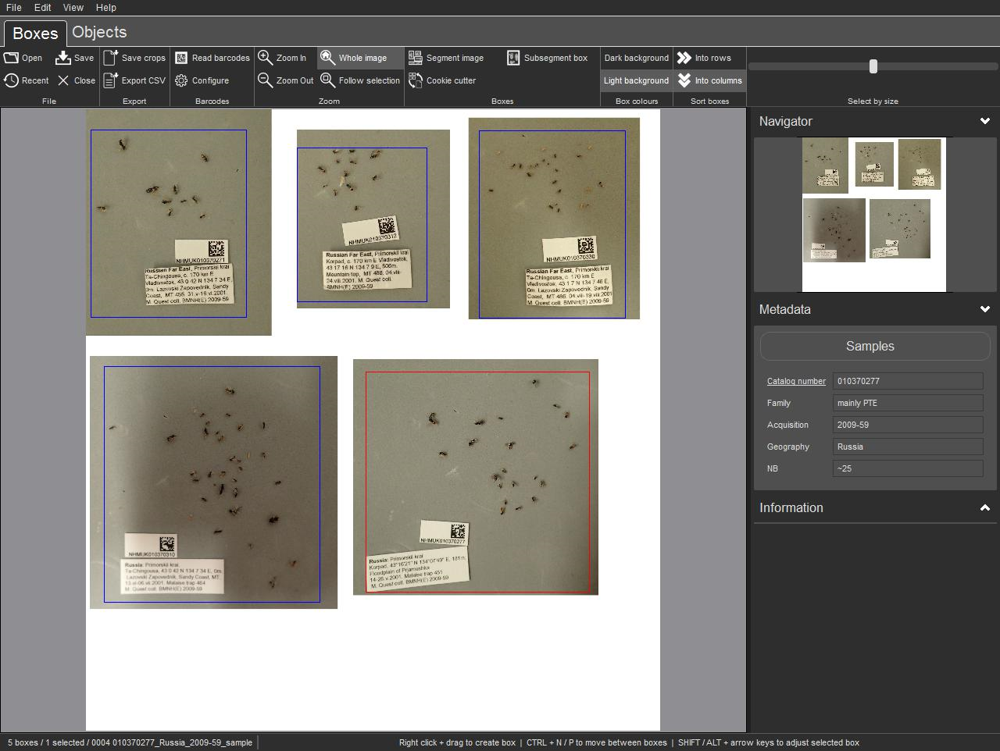 File Edit View Help
Boxes Objects
Open Save Save crops Read barcodes Zoom In Whole image Segment image Subsegment box Dark background Into rows
Recent Close Export CSV Configure Zoom Out Follow selection Cookie cutter Light background Into columns
File Export Barcodes Zoom Boxes Box colours Sort boxes Select by size
NHMUK010370271
Russian Far East, Primorskii krai
Ta-Chingousa, c. 170 km E
Vladivostok, 43 0 42 N 134 7 34 E,
0m. Lazovski Zapovednik, Sandy
Coast, MT 455. 31.v-16.vi.2001.
M. Quest coll. BMNH(E) 2009-59
NHMUK010370312
Russian Far East, Primorskii krai
Korpad, c. 170 km E Vladivostok,
43 17 16 N 134 7 9 E, 506m.
Mountain top, MT 488, 04.viii-
24.viii.2001. M. Quest coll.
BMNH(E) 2009-59
NHMUK010370330
Russian Far East, Primorskii krai
Ta-Chingousa, c. 170 km E
Vladivostok, 43 1 7 N 134 7 46 E,
0m. Lazovski Zapovednik, Sandy
Coast, MT 486. 04.viii-19.viii.2001
M. Quest coll. BMNH(E) 2009-59
NHMUK010370310
Russia: Primorskii krai,
Ta-Chingousa, 43 0 42 N 134 7 34 E, 0m.
Lazovski Zapovednik, Sandy Coast, MT
2001. Malaise trap 464
M. Quest coll. BMNH(E) 2009-59
NHMUK010370277
Russia: Primorskii krai
Korpad, 43°16'21" N 134°07'49" E, 181m.
Floodplain of Prjamushka
14-28.v.2001. Malaise trap 451
M. Quest coll. BMNH(E) 2009-59
Navigator
Metadata
Samples
Catalog number 010370277
Family mainly PTE
Acquisition 2009-59
Geography Russia
NB ~25
Information
5 boxes / 1 selected / 0004 010370277_Russia_2009-59_sample
Right click + drag to create box | CTRL + N / P to move between boxes | SHIFT / ALT + arrow keys to adjust selected box